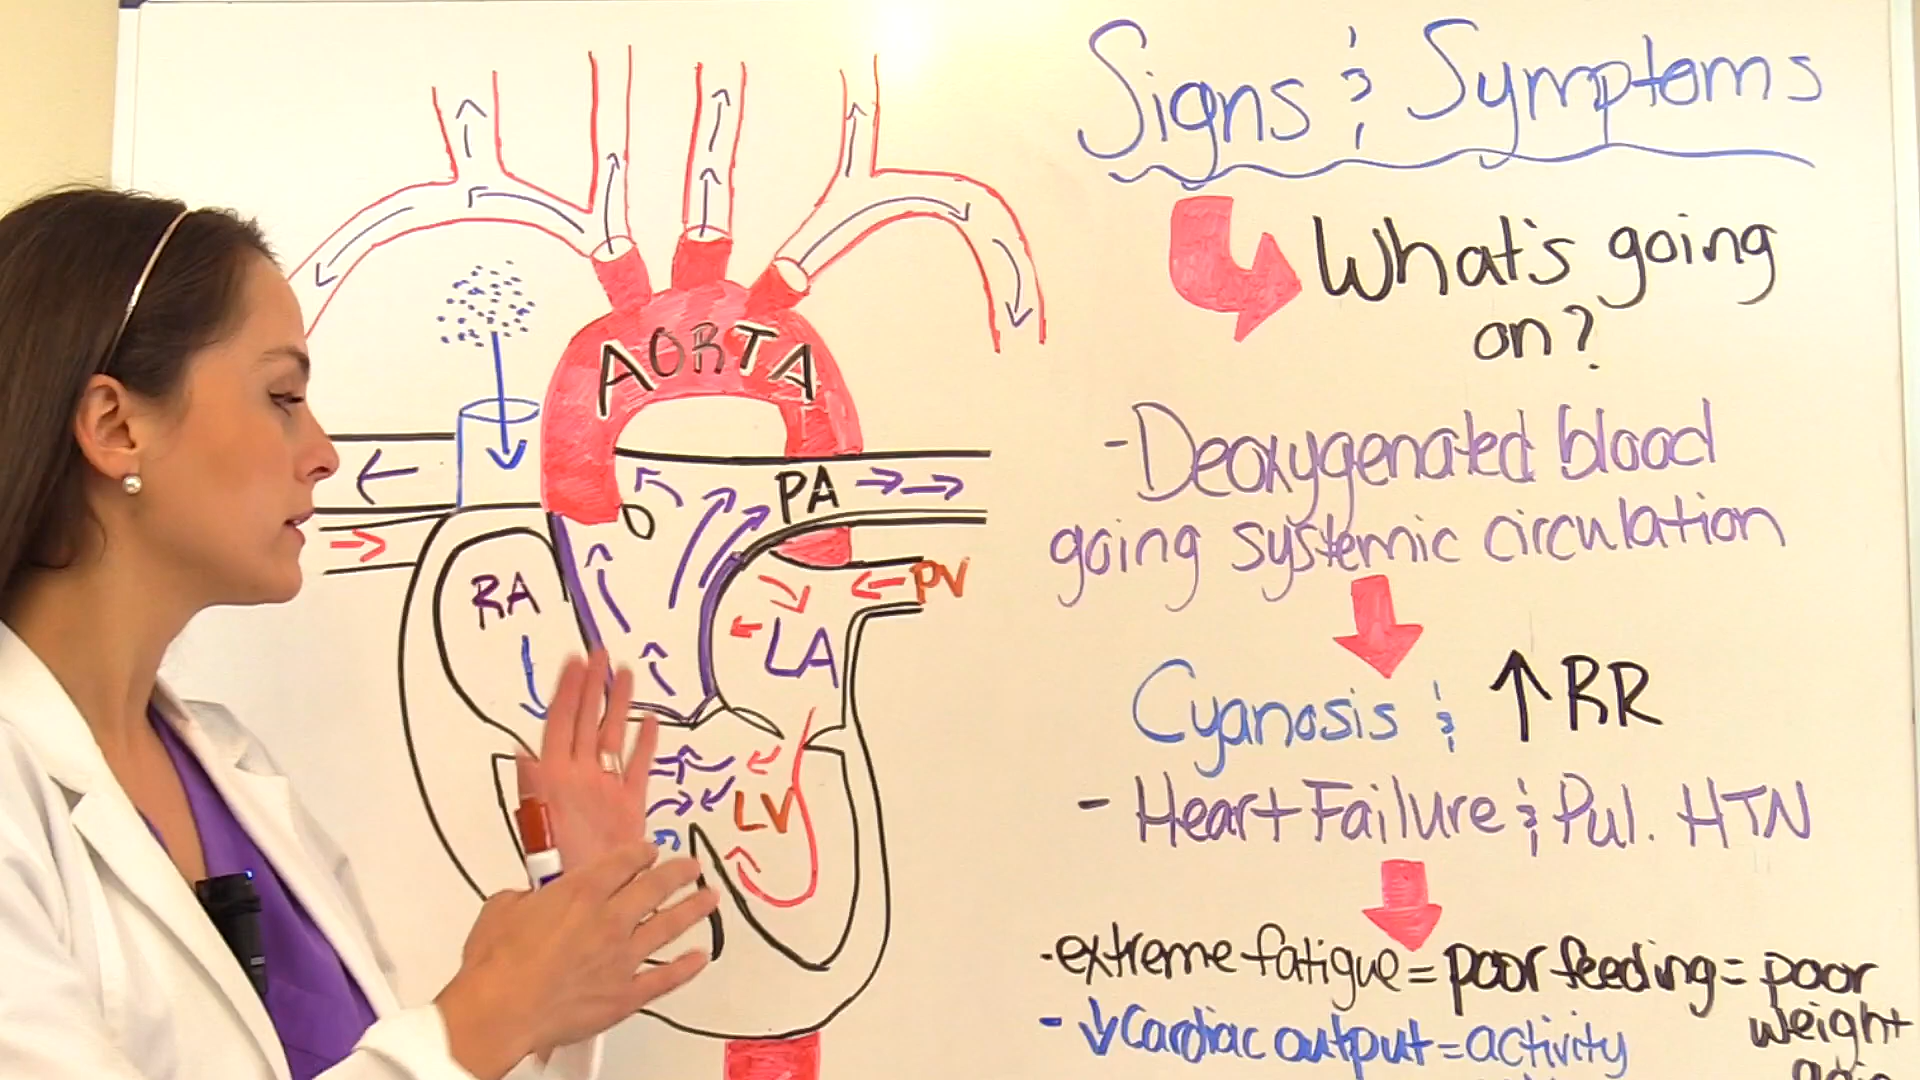 Signs & Symptoms
What's going
on?
- Deoxygenated blood
going systemic circulation
Cyanosis & ↑ RR
- Heart Failure & Pul. HTN
- extreme fatigue = poor feeding = poor
weight
gain
- ↓ Cardiac output = activity
AORTA
PA
PV
RA
LA
LV